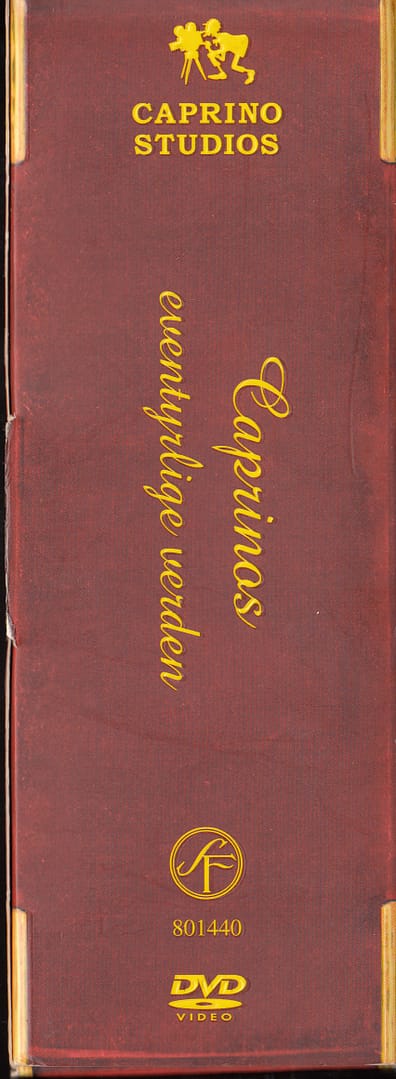 CAPRINO
STUDIOS
Caprinos
eventyrlige verden
SF
801440
DVD
VIDEO